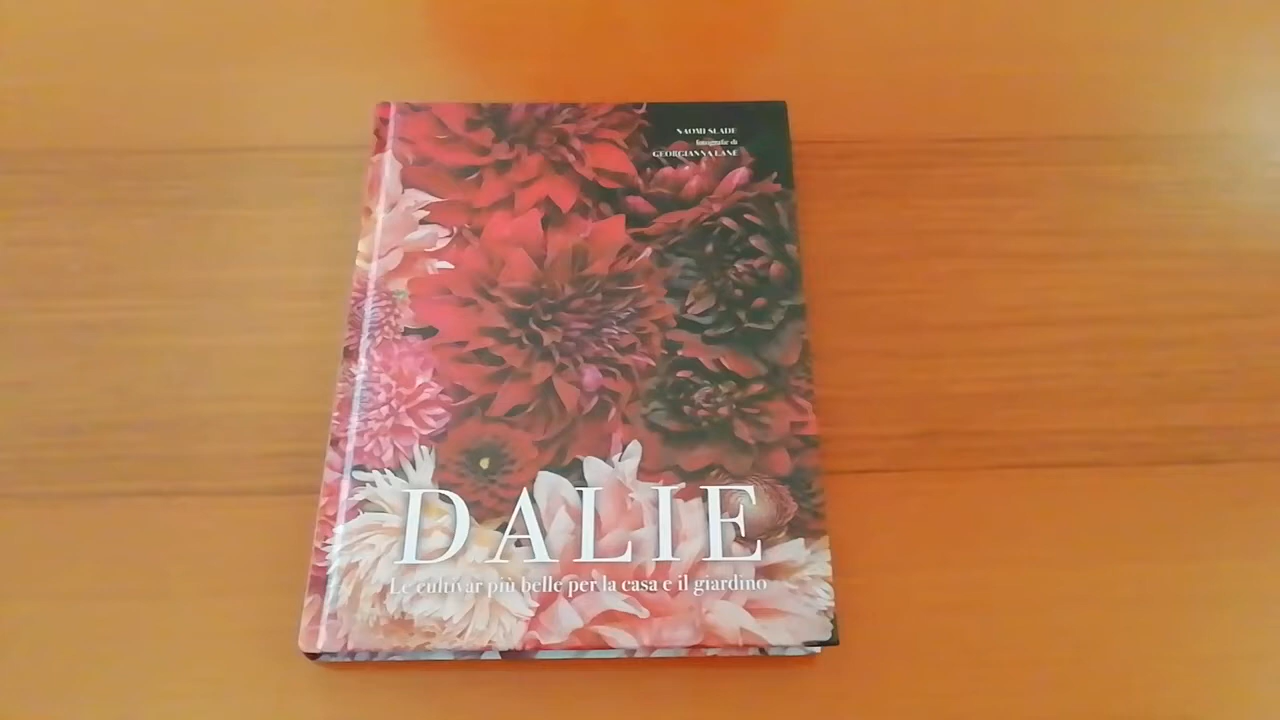 NAOMI SLADE
fotografie di
GEORGIANNA LANE
DALIE
Le cultivar più belle per la casa e il giardino